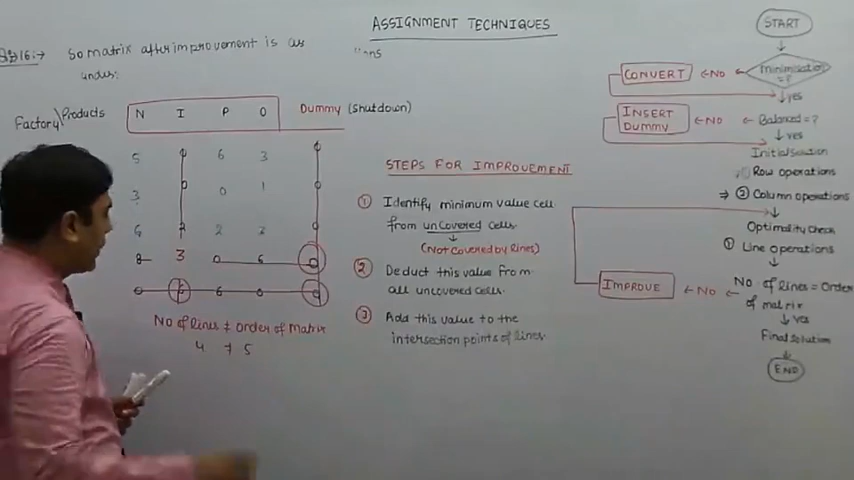 ASSIGNMENT TECHNIQUES
16:→ So matrix after improvement is as
under:
Factory\Products N I P O Dummy (Shutdown)
5 6 3
3 0 1
6 2 2
8 3 0 6
0 6 0
No of lines ≠ Order of Matrix
4 ≠ 5
STEPS FOR IMPROVEMENT
① Identify minimum value cell
from uncovered cells.
(Not covered by lines)
② Deduct this value from
all uncovered cells.
③ Add this value to the
intersection points of lines.
START
Minimisation
= ?
No
CONVERT
yes
Balanced = ?
No
INSERT
DUMMY
yes
Initial Solution
① Row operations
② Column operations
Optimality check
① Line operations
No of lines = Order
of matrix
No
IMPROVE
yes
Final solution
END